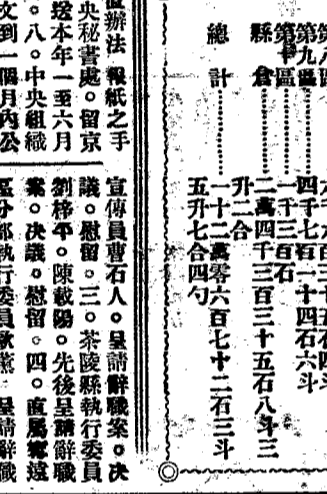 第九區………四千七百一十四石六斗
第十區………一千三百石
縣倉………二萬四千三百三十五石八斗三
升二合
總計………一十二萬零六百七十二石三斗
五升七合四勺
辦法 報紙之手
央秘書處。留京
送本年一至六月
。八。中央組織
文到一個月內公
宣傳員曹石人。呈請辭職案。決
議。慰留。三。茶陵縣執行委員
劉梓平。陳毅陽。先後呈請辭職
案。決議。慰留。四。直屬寧遠
區分部執行委員歐薰 呈請辭職